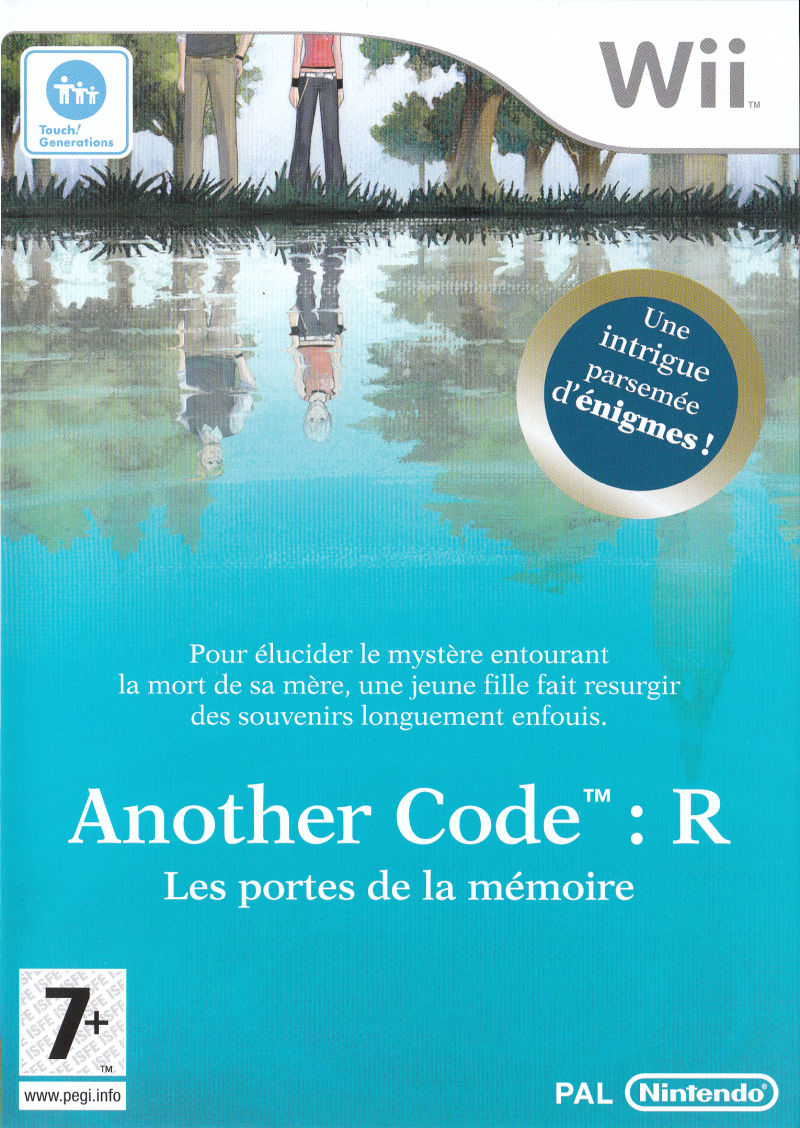 Wii™
Touch!
Generations
Une
intrigue
parsemée
d'énigmes !
Pour élucider le mystère entourant
la mort de sa mère, une jeune fille fait resurgir
des souvenirs longuement enfouis.
Another Code™ : R
Les portes de la mémoire
ISFE
7+™
www.pegi.info
PAL Nintendo®